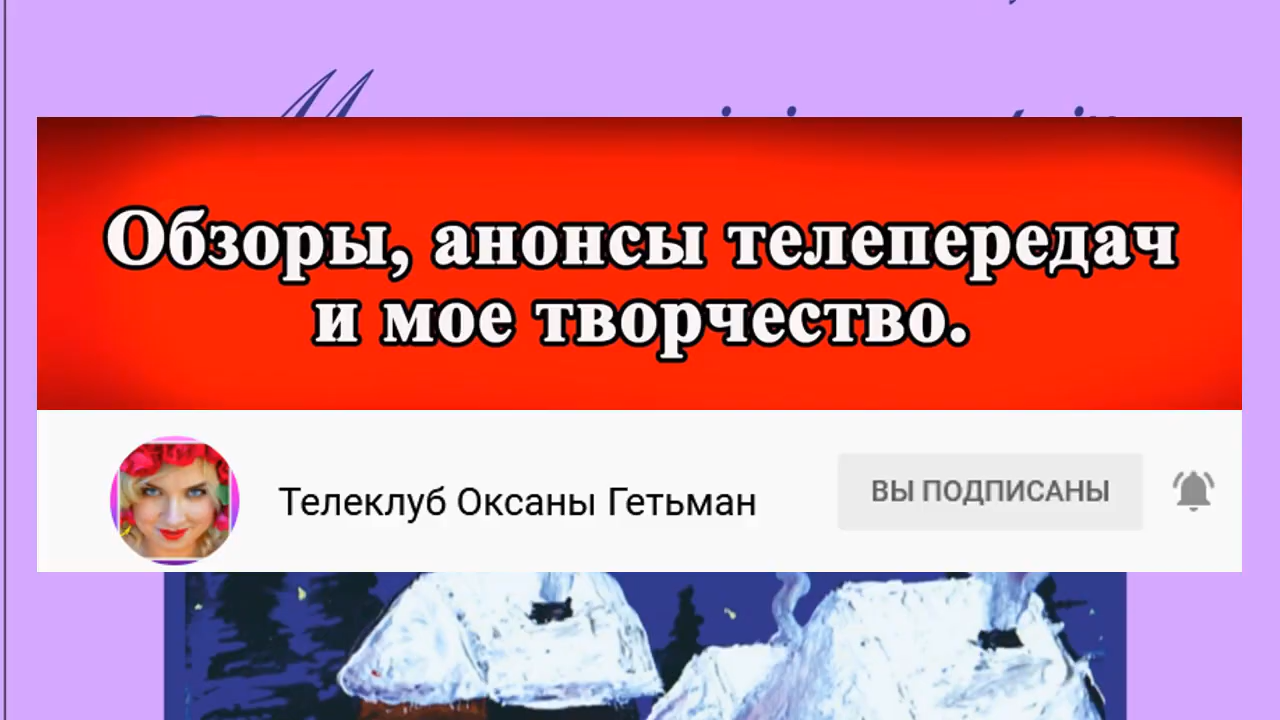 Обзоры, анонсы телепередач
и мое творчество.
Телеклуб Оксаны Гетьман
ВЫ ПОДПИСАНЫ